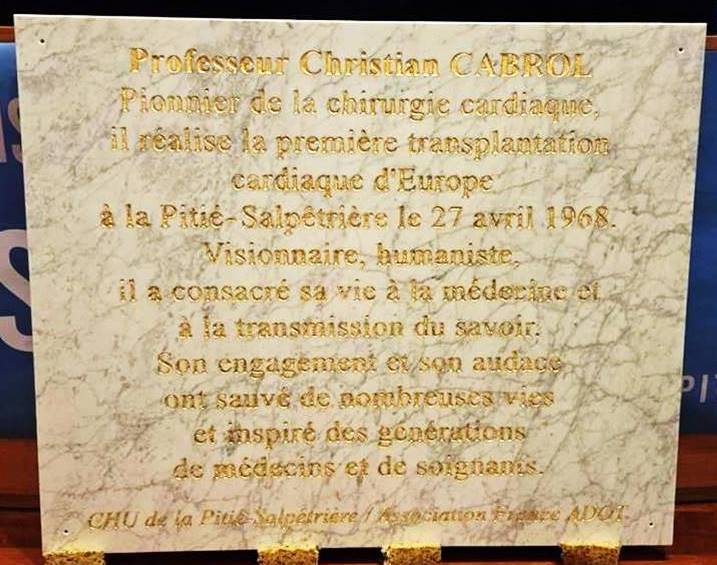 Professeur Christian CABROL
Pionnier de la chirurgie cardiaque,
il réalise la première transplantation
cardiaque d'Europe
à la Pitié-Salpêtrière le 27 avril 1968.
Visionnaire, humaniste,
il a consacré sa vie à la médecine et
à la transmission du savoir.
Son engagement et son audace
ont sauvé de nombreuses vies
et inspiré des générations
de médecins et de soignants.
CHU de la Pitié-Salpêtrière / Association France ADOT